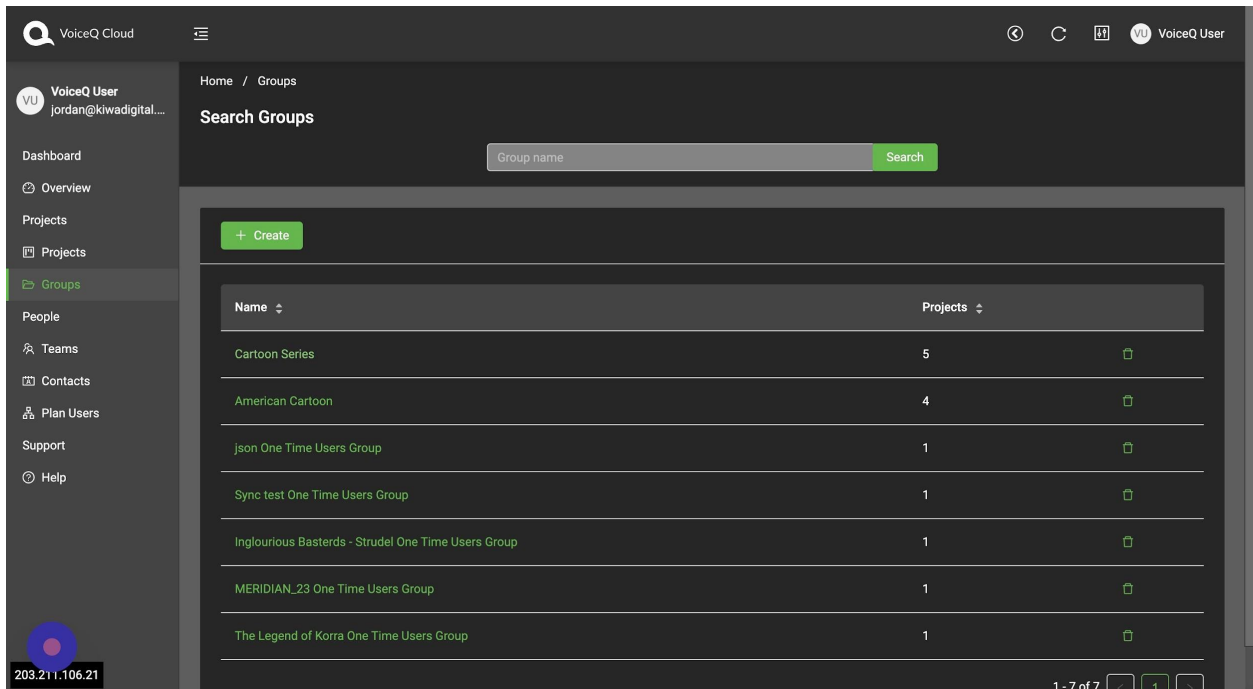 VoiceQ Cloud
VU VoiceQ User
VU
VoiceQ User
jordan@kiwadigital....
Dashboard
Overview
Projects
Projects
Groups
People
Teams
Contacts
Plan Users
Support
Help
203.211.106.21
Home / Groups
Search Groups
Group name Search
+ Create
Name Projects
Cartoon Series 5
American Cartoon 4
json One Time Users Group 1
Sync test One Time Users Group 1
Inglourious Basterds - Strudel One Time Users Group 1
MERIDIAN_23 One Time Users Group 1
The Legend of Korra One Time Users Group 1
1 - 7 of 7 < 1 >